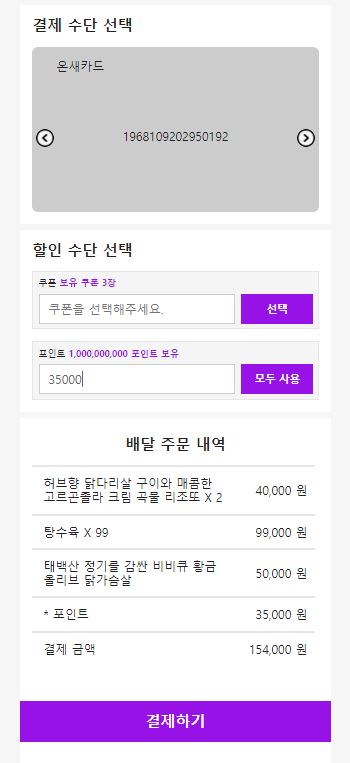 결제 수단 선택
온새카드
1968109202950192
할인 수단 선택
쿠폰 보유 쿠폰 3장
쿠폰을 선택해주세요.
선택
포인트 1,000,000,000 포인트 보유
35000
모두 사용
배달 주문 내역
허브향 닭다리살 구이와 매콤한
고르곤졸라 크림 곡물 리조또 X 2
40,000 원
탕수육 X 99
99,000 원
태백산 정기를 감싼 비비큐 황금
올리브 닭가슴살
50,000 원
* 포인트
35,000 원
결제 금액
154,000 원
결제하기